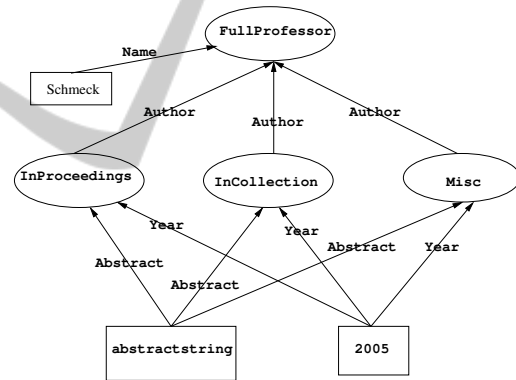 FullProfessor
Name
Schmeck
Author
Author
Author
InProceedings
InCollection
Misc
Year
Year
Abstract
Year
Abstract
Abstract
abstractstring
2005